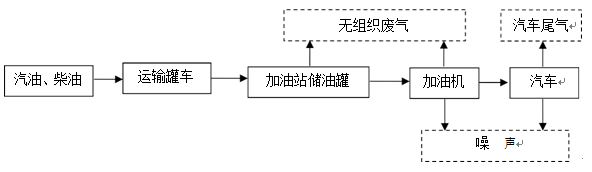 无组织废气
汽车尾气
汽油、柴油
运输罐车
加油站储油罐
加油机
汽车
噪 声